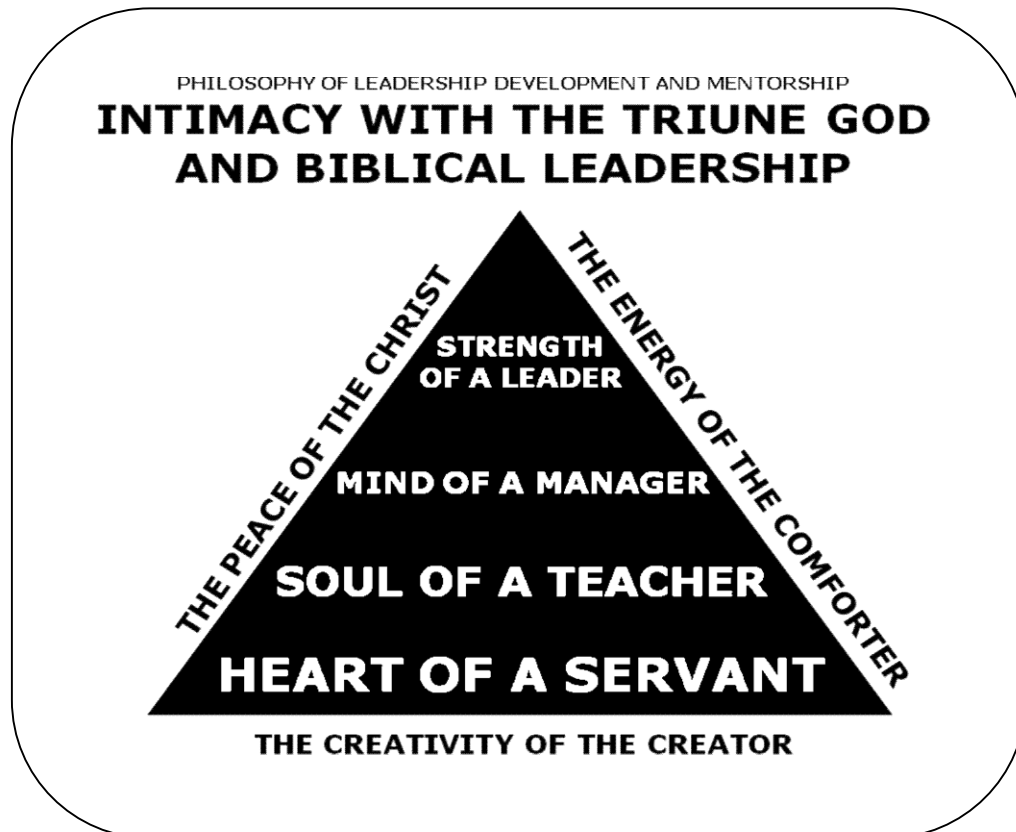 PHILOSOPHY OF LEADERSHIP DEVELOPMENT AND MENTORSHIP
INTIMACY WITH THE TRIUNE GOD
AND BIBLICAL LEADERSHIP
THE PEACE OF THE CHRIST
THE ENERGY OF THE COMFORTER
STRENGTH
OF A LEADER
MIND OF A MANAGER
SOUL OF A TEACHER
HEART OF A SERVANT
THE CREATIVITY OF THE CREATOR